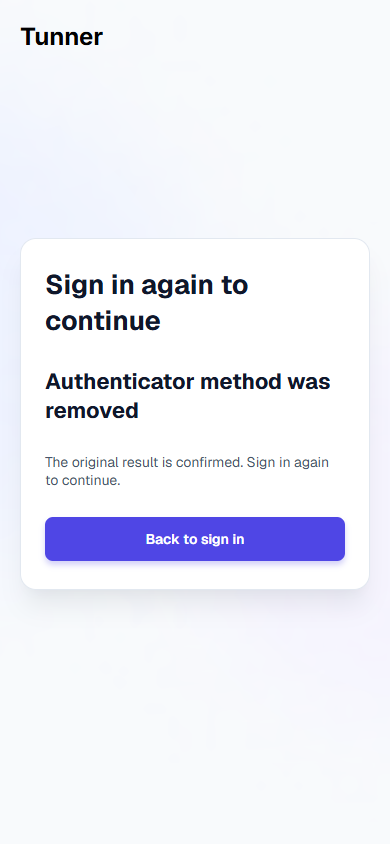 Tunner
Sign in again to
continue
Authenticator method was
removed
The original result is confirmed. Sign in again
to continue.
Back to sign in